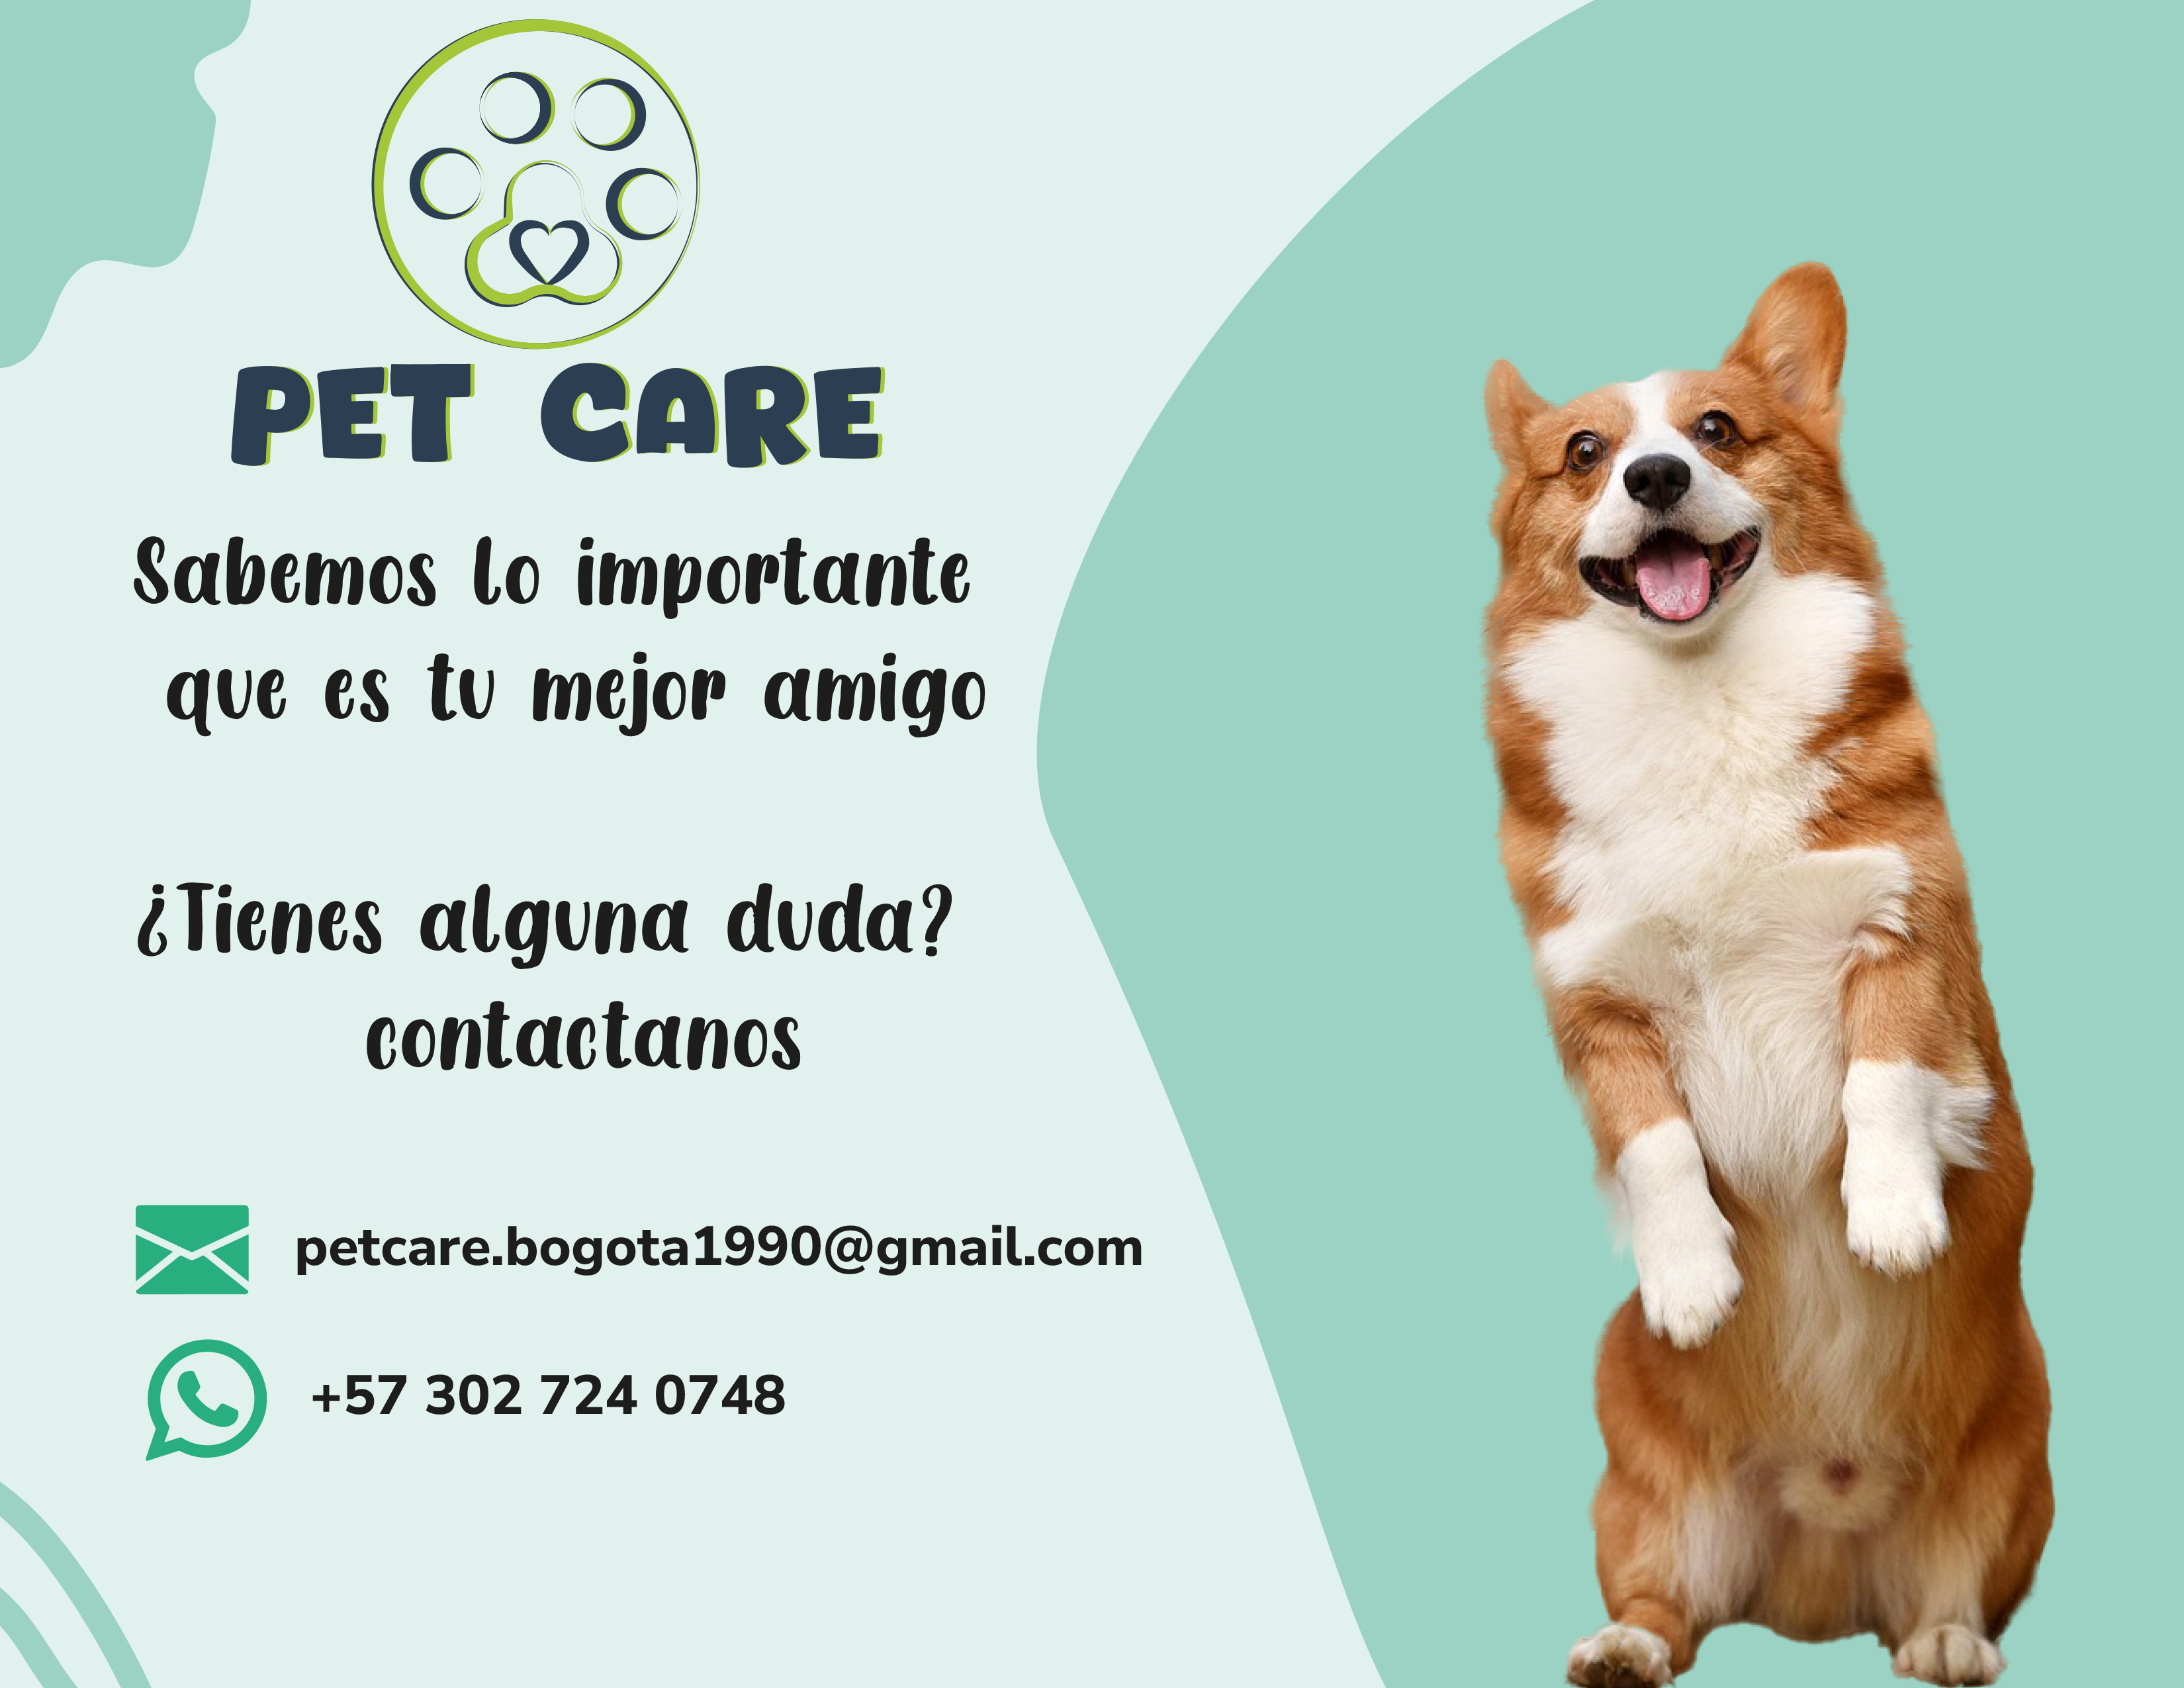 PET CARE
Sabemos lo importante
que es tu mejor amigo
¿Tienes alguna duda?
contactanos
petcare.bogota1990@gmail.com
+57 302 724 0748